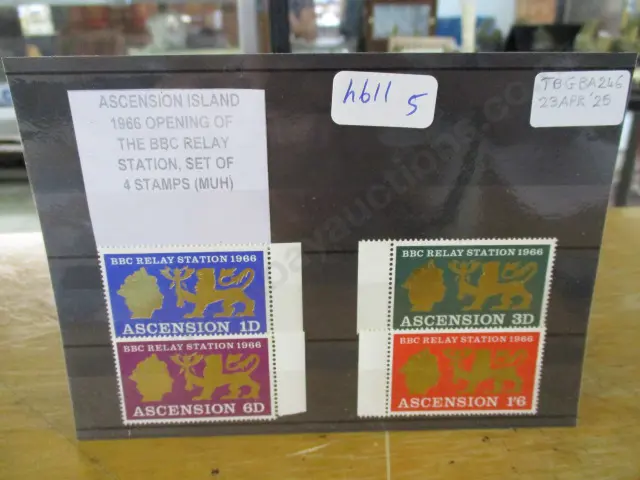 ASCENSION ISLAND
1966 OPENING OF
THE BBC RELAY
STATION, SET OF
4 STAMPS (MUH)
h611
5
TBGBA246
23APR '25
BBC RELAY STATION 1966
ASCENSION 1D
BBC RELAY STATION 1966
ASCENSION 6D
BBC RELAY STATION 1966
ASCENSION 3D
BBC RELAY STATION 1966
ASCENSION 1'6